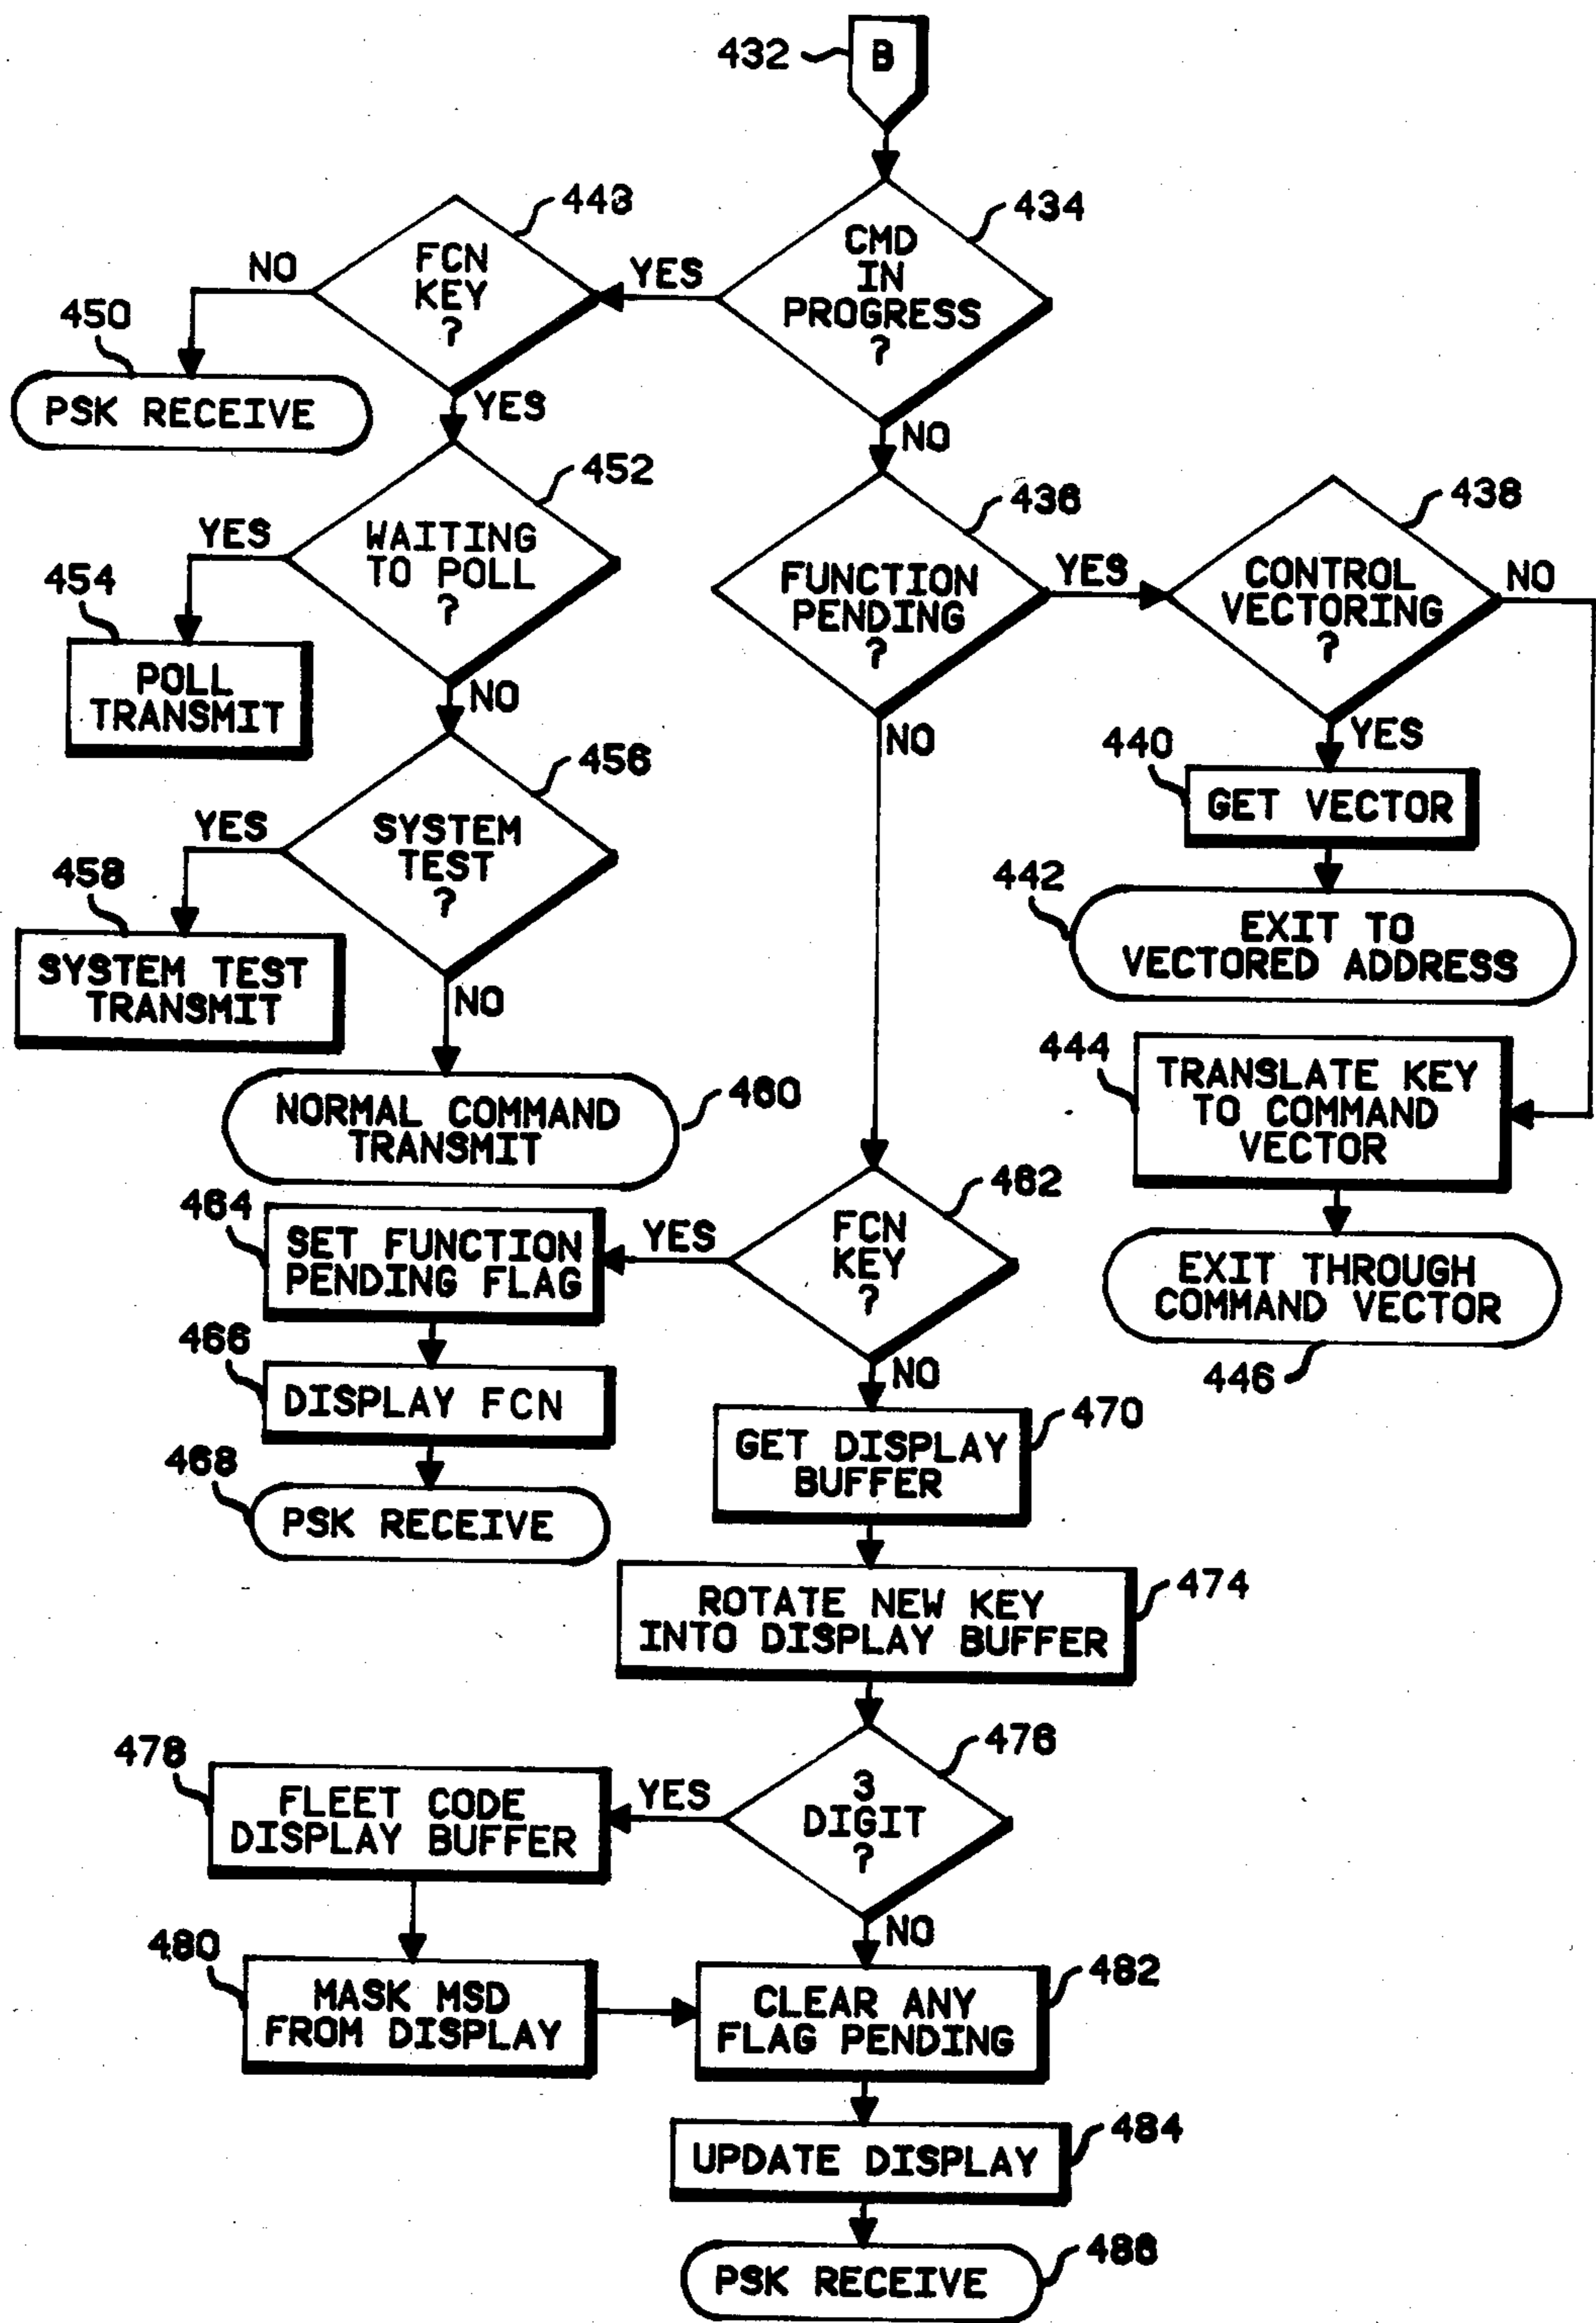 432
B
443
434
FCN
KEY
?
NO
YES
CMD
IN
PROGRESS
?
450
PSK RECEIVE
YES
NO
452
436
438
YES
WAITING
TO POLL
?
FUNCTION
PENDING
?
YES
CONTROL
VECTORING
?
NO
454
POLL
TRANSMIT
NO
NO
YES
456
440
GET VECTOR
YES
SYSTEM
TEST
?
458
SYSTEM TEST
TRANSMIT
442
EXIT TO
VECTORED ADDRESS
NO
444
TRANSLATE KEY
TO COMMAND
VECTOR
NORMAL COMMAND
TRANSMIT
460
462
464
SET FUNCTION
PENDING FLAG
YES
FCN
KEY
?
EXIT THROUGH
COMMAND VECTOR
446
466
DISPLAY FCN
NO
470
GET DISPLAY
BUFFER
468
PSK RECEIVE
474
ROTATE NEW KEY
INTO DISPLAY BUFFER
476
478
FLEET CODE
DISPLAY BUFFER
YES
3
DIGIT
?
NO
480
MASK MSD
FROM DISPLAY
482
CLEAR ANY
FLAG PENDING
484
UPDATE DISPLAY
486
PSK RECEIVE